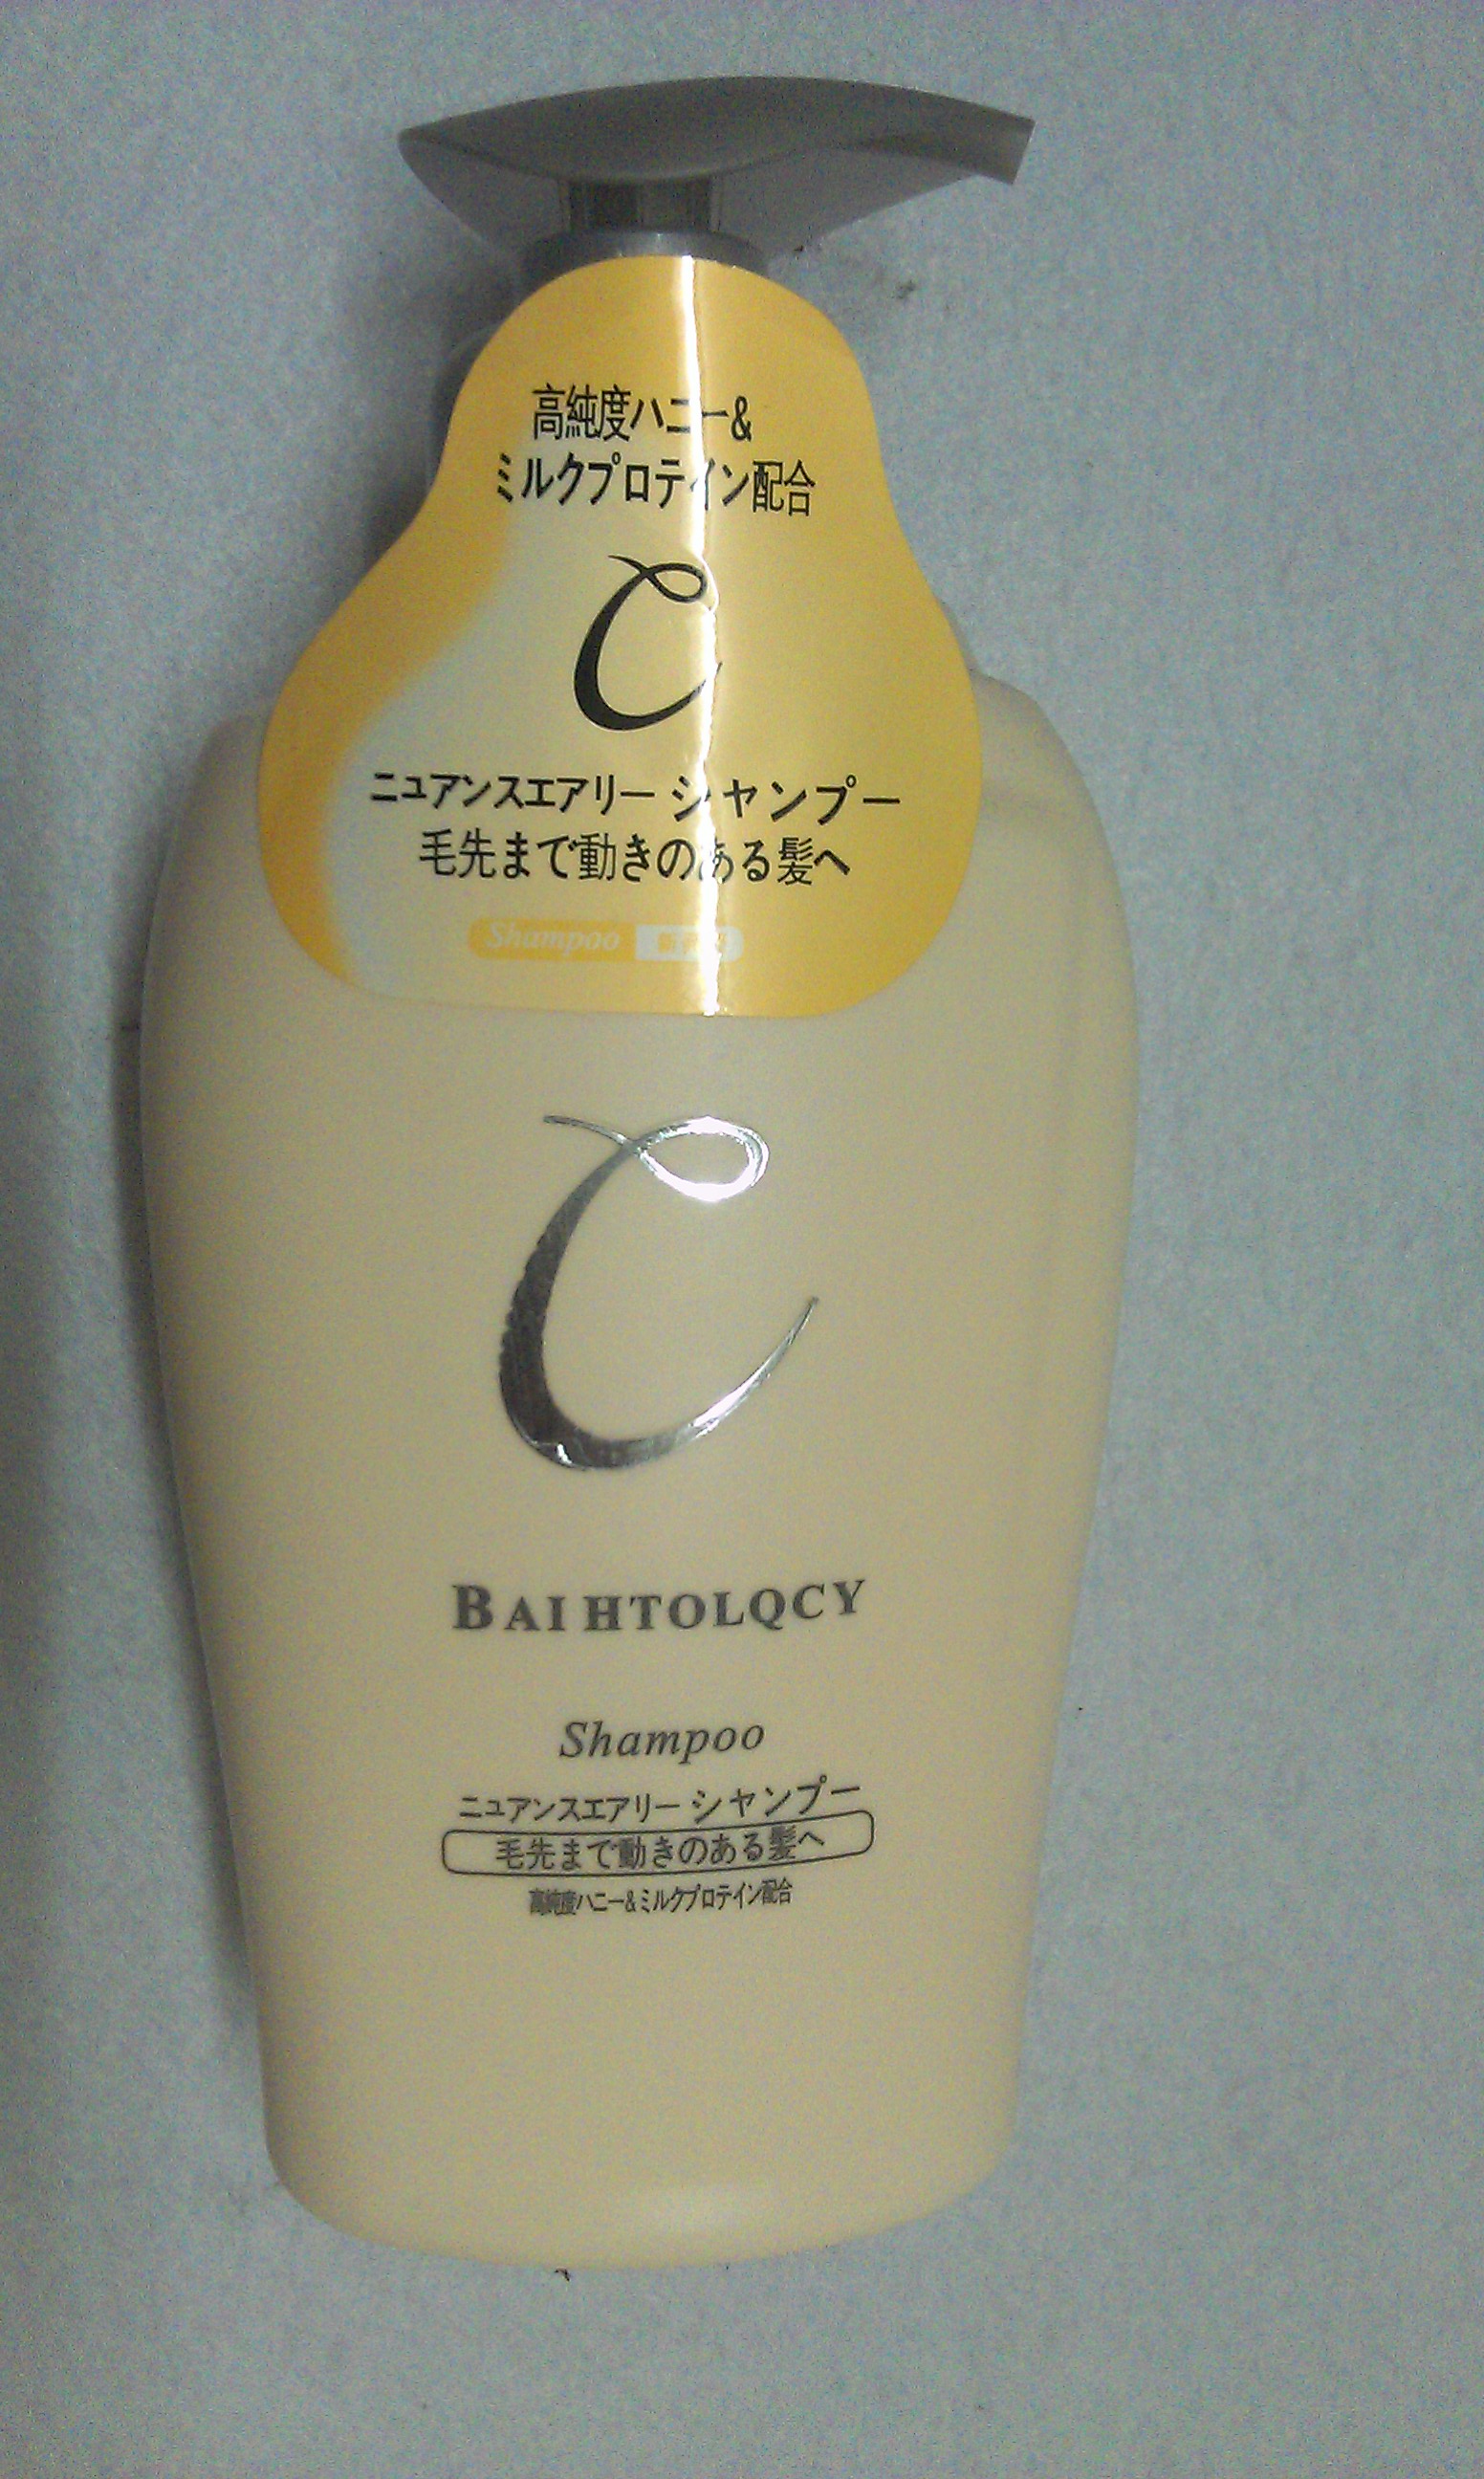 高純度ハニー&
ミルクプロテイン配合
C
ニュアンスエアリー シャンプー
毛先まで動きのある髪へ
Shampoo
C
BAIHTOLQCY
Shampoo
ニュアンスエアリー シャンプー
毛先まで動きのある髪へ
高純度ハニー&ミルクプロテイン配合